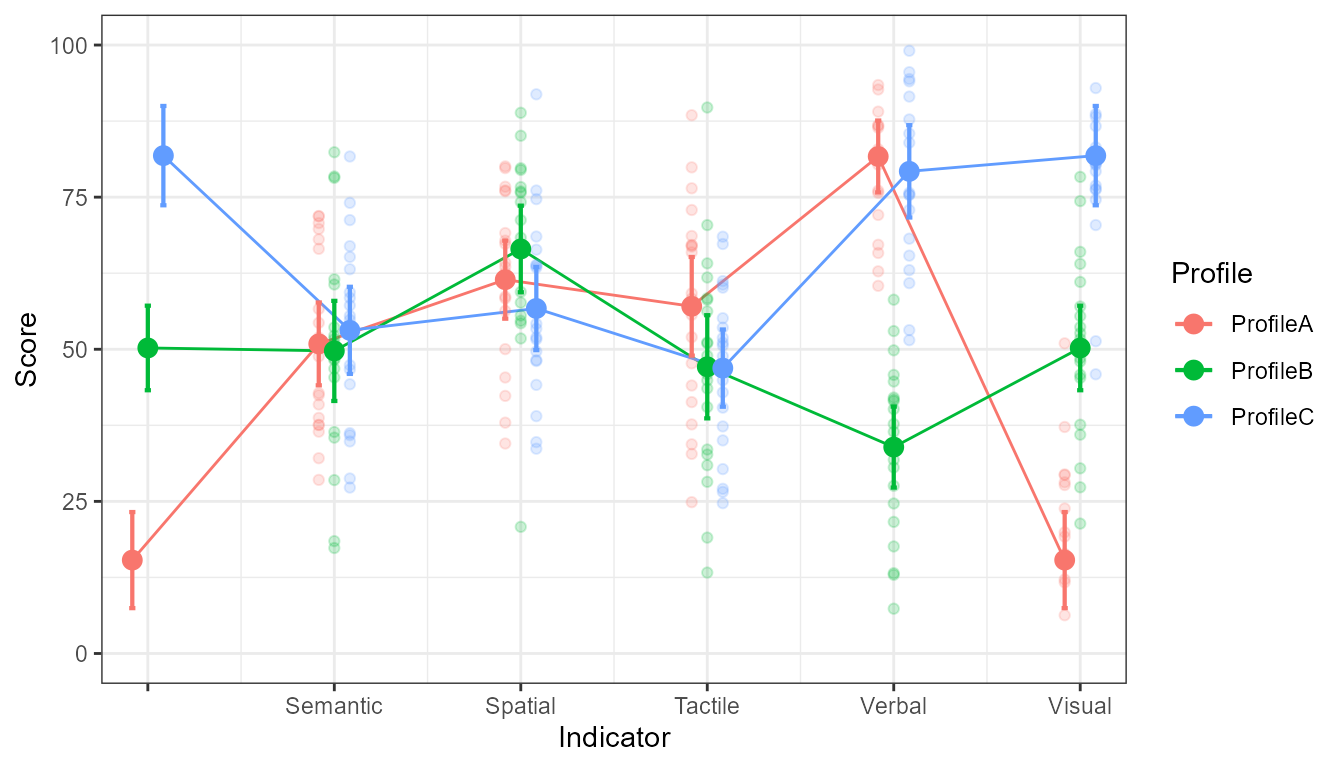 100
75
50
25
0
Score
Semantic
Spatial
Tactile
Verbal
Visual
Indicator
Profile
ProfileA
ProfileB
ProfileC